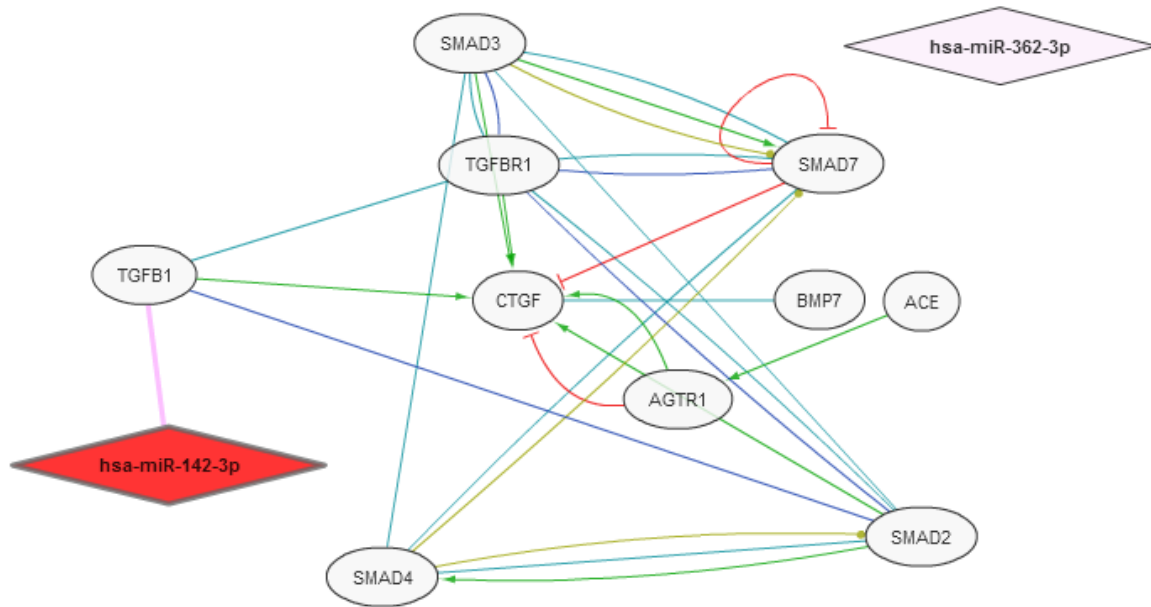 SMAD3
hsa-miR-362-3p
TGFBR1
SMAD7
TGFB1
CTGF
BMP7
ACE
AGTR1
hsa-miR-142-3p
SMAD2
SMAD4